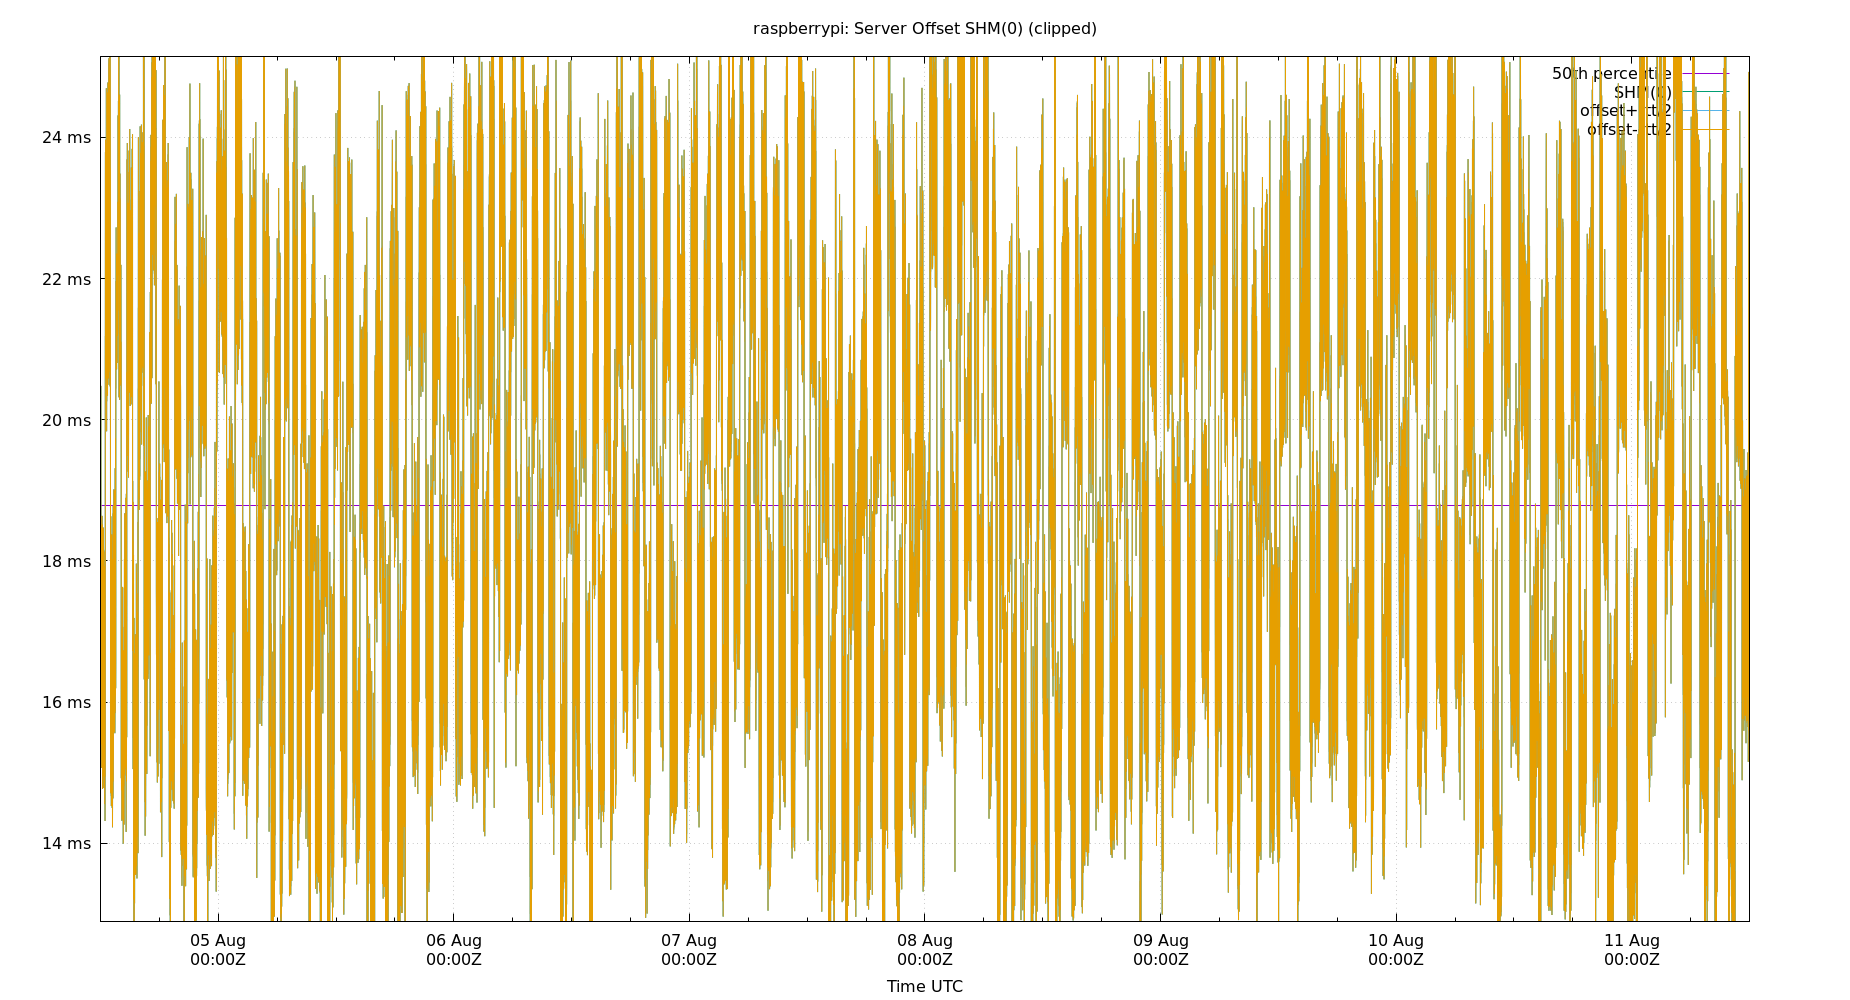 raspberrypi: Server Offset SHM(0) (clipped)
50th percentile
SHM(0)
offset+rtt/2
offset-rtt/2
24 ms
22 ms
20 ms
18 ms
16 ms
14 ms
05 Aug 06 Aug 07 Aug 08 Aug 09 Aug 10 Aug 11 Aug
00:00Z 00:00Z 00:00Z 00:00Z 00:00Z 00:00Z 00:00Z
Time UTC